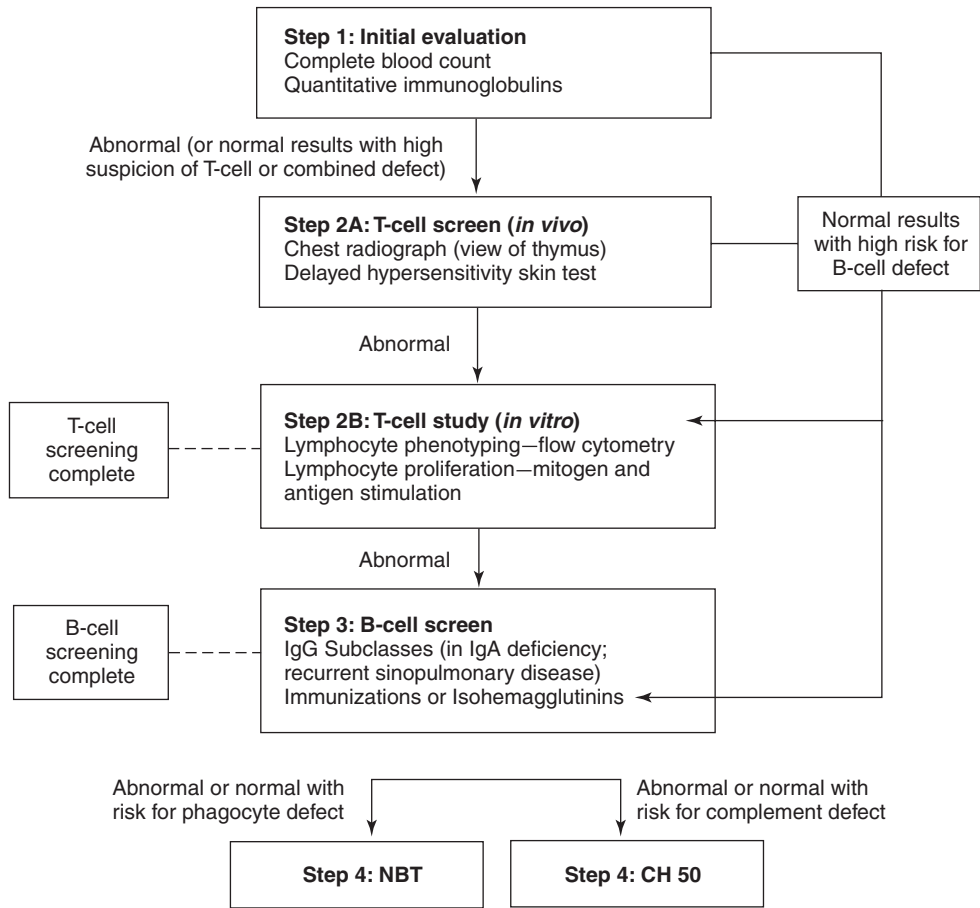 Step 1: Initial evaluation
Complete blood count
Quantitative immunoglobulins
Abnormal (or normal results with high
suspicion of T-cell or combined defect)
Step 2A: T-cell screen (in vivo)
Chest radiograph (view of thymus)
Delayed hypersensitivity skin test
Normal results
with high risk for
B-cell defect
Abnormal
T-cell
screening
complete
Step 2B: T-cell study (in vitro)
Lymphocyte phenotyping—flow cytometry
Lymphocyte proliferation—mitogen and
antigen stimulation
Abnormal
B-cell
screening
complete
Step 3: B-cell screen
IgG Subclasses (in IgA deficiency;
recurrent sinopulmonary disease)
Immunizations or Isohemagglutinins
Abnormal or normal with
risk for phagocyte defect
Abnormal or normal with
risk for complement defect
Step 4: NBT
Step 4: CH 50